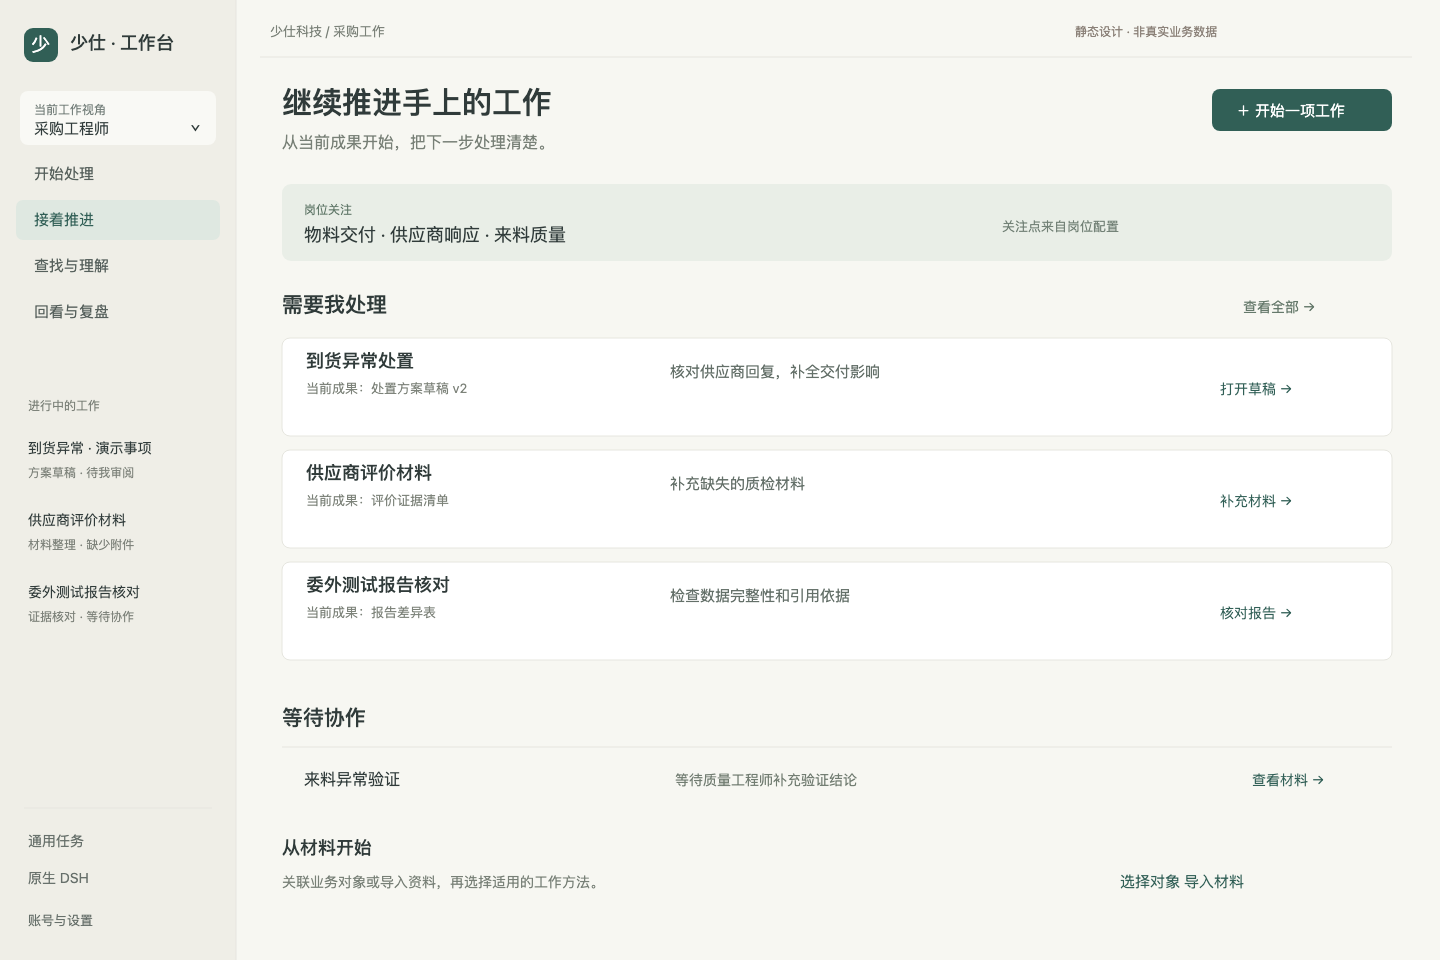 少 少仕 · 工作台
当前工作视角
采购工程师
开始处理
接着推进
查找与理解
回看与复盘
进行中的工作
到货异常 · 演示事项
方案草稿 · 待我审阅
供应商评价材料
材料整理 · 缺少附件
委外测试报告核对
证据核对 · 等待协作
通用任务
原生 DSH
账号与设置
少仕科技 / 采购工作
静态设计 · 非真实业务数据
继续推进手上的工作
从当前成果开始，把下一步处理清楚。
+ 开始一项工作
岗位关注
物料交付 · 供应商响应 · 来料质量
关注点来自岗位配置
需要我处理
查看全部 →
到货异常处置
当前成果：处置方案草稿 v2
核对供应商回复，补全交付影响
打开草稿 →
供应商评价材料
当前成果：评价证据清单
补充缺失的质检材料
补充材料 →
委外测试报告核对
当前成果：报告差异表
检查数据完整性和引用依据
核对报告 →
等待协作
来料异常验证
等待质量工程师补充验证结论
查看材料 →
从材料开始
关联业务对象或导入资料，再选择适用的工作方法。
选择对象 导入材料